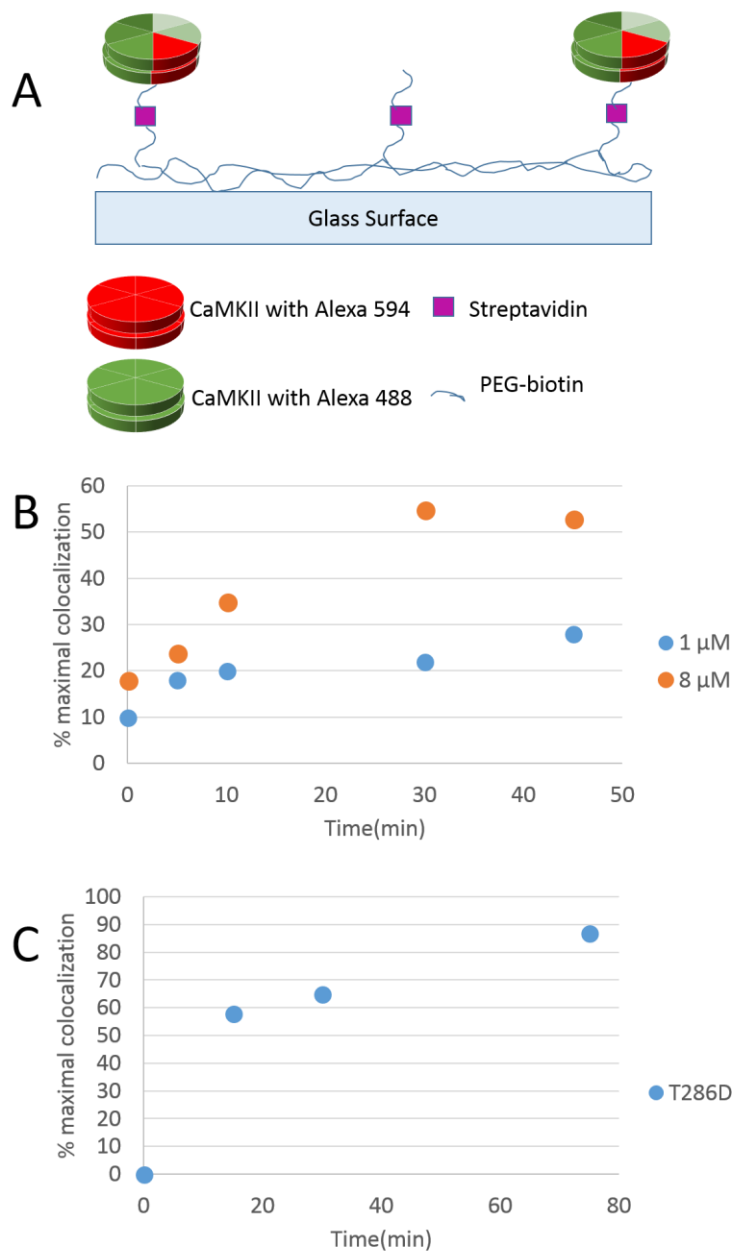 A
Glass Surface
CaMKII with Alexa 594
Streptavidin
CaMKII with Alexa 488
PEG-biotin
B
% maximal colocalization
60
50
40
30
20
10
0
0 10 20 30 40 50
Time(min)
1 µM
8 µM
C
% maximal colocalization
100
90
80
70
60
50
40
30
20
10
0
0 20 40 60 80
Time(min)
T286D